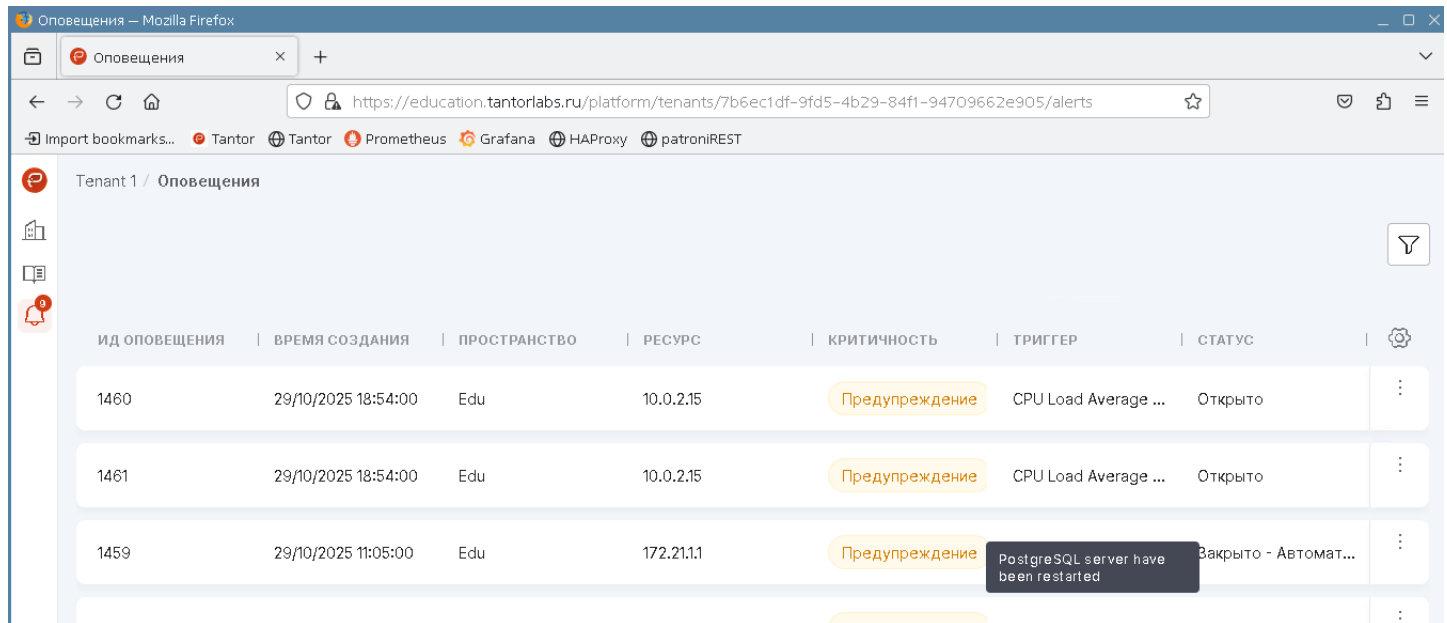 Оповещения — Mozilla Firefox
Оповещения
https://education.tantorlabs.ru/platform/tenants/7b6ec1df-9fd5-4b29-84f1-94709662e905/alerts
Import bookmarks... Tantor Tantor Prometheus Grafana HAProxy patroniREST
Tenant 1 / Оповещения
9
ИД ОПОВЕЩЕНИЯ ВРЕМЯ СОЗДАНИЯ ПРОСТРАНСТВО РЕСУРС КРИТИЧНОСТЬ ТРИГГЕР СТАТУС
1460 29/10/2025 18:54:00 Edu 10.0.2.15 Предупреждение CPU Load Average ... Открыто
1461 29/10/2025 18:54:00 Edu 10.0.2.15 Предупреждение CPU Load Average ... Открыто
1459 29/10/2025 11:05:00 Edu 172.21.1.1 Предупреждение Закрыто - Автомат...
PostgreSQL server have
been restarted